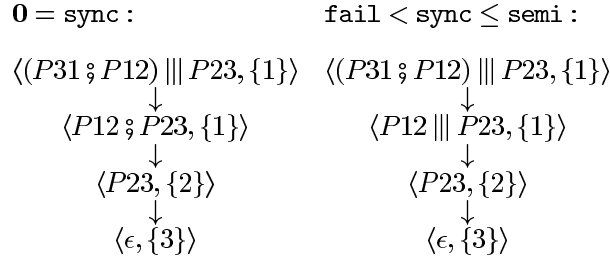 0 = sync : fail < sync ≤ semi :
⟨(P31 ⨟ P12) ||| P23, {1}⟩ ⟨(P31 ⨟ P12) ||| P23, {1}⟩
↓ ↓
⟨P12 ⨟ P23, {1}⟩ ⟨P12 ||| P23, {1}⟩
↓ ↓
⟨P23, {2}⟩ ⟨P23, {2}⟩
↓ ↓
⟨ϵ, {3}⟩ ⟨ϵ, {3}⟩